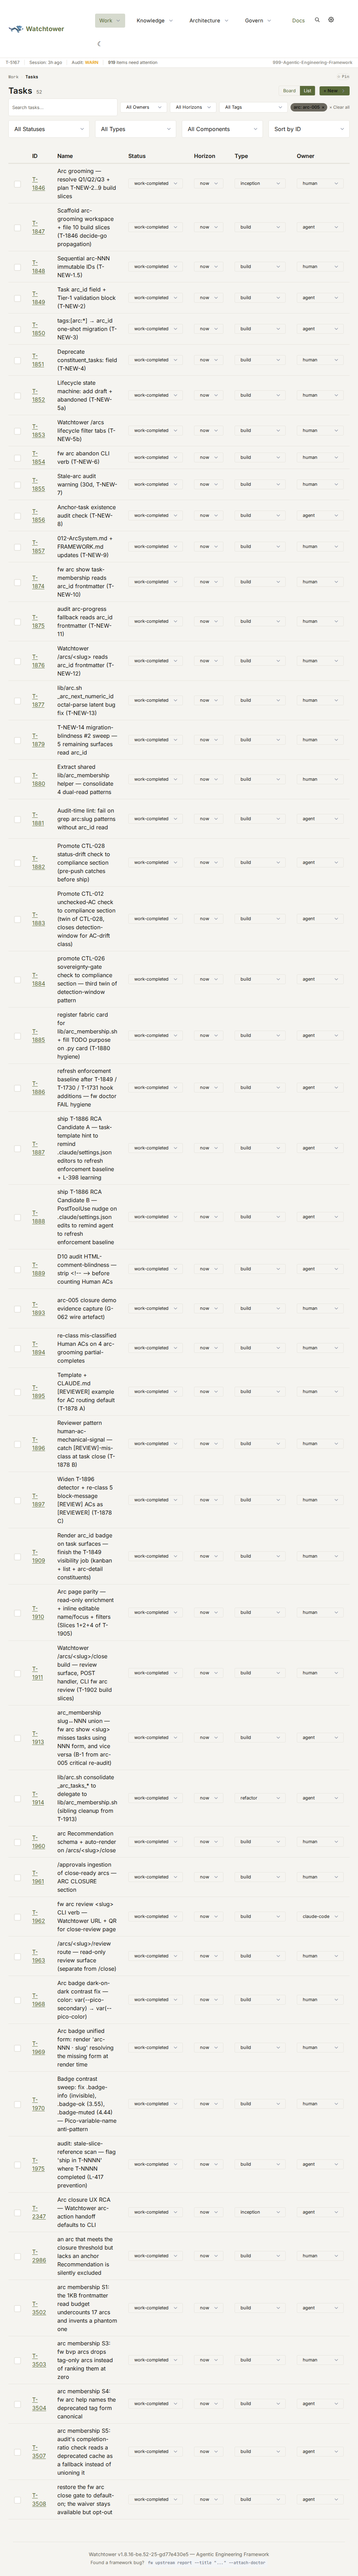 Watchtower
Work
Knowledge
Architecture
Govern
Docs
T-5167
Session: 3h ago
Audit: WARN
818 items need attention
999-Agentic-Engineering-Framework
Work Tasks
Pin
Tasks 52
Board
List
+ New
Search tasks...
All Owners
All Horizons
All Tags
Clear all
All Statuses
All Types
All Components
Sort by ID
ID Name Status Horizon Type Owner
T-1846 Arc grooming — resolve Q1/Q2/Q3 + plan T-NEW-2..9 build slices work-completed now inception human
T-1847 Scaffold arc-grooming workspace + file 10 build slices (T-1846 decide-go propagation) work-completed now build agent
T-1848 Sequential arc-NNN immutable IDs (T-NEW-1.5) work-completed now build human
T-1849 Task arc_id field + Tier-1 validation block (T-NEW-2) work-completed now build agent
T-1850 tags:[arc:*] → arc_id one-shot migration (T-NEW-3) work-completed now build agent
T-1851 Deprecate constituent_tasks: field (T-NEW-4) work-completed now build human
T-1852 Lifecycle state machine: add draft + abandoned (T-NEW-5a) work-completed now build human
T-1853 Watchtower /arcs lifecycle filter tabs (T-NEW-5b) work-completed now build human
T-1854 fw arc abandon CLI verb (T-NEW-6) work-completed now build human
T-1855 Stale-arc audit warning (30d, T-NEW-7) work-completed now build human
T-1856 Anchor-task existence audit check (T-NEW-8) work-completed now build agent
T-1857 012-ArcSystem.md + FRAMEWORK.md updates (T-NEW-9) work-completed now build human
T-1874 fw arc show task-membership reads arc_id frontmatter (T-NEW-10) work-completed now build human
T-1875 audit arc-progress fallback reads arc_id frontmatter (T-NEW-11) work-completed now build agent
T-1876 Watchtower /arcs/<slug> reads arc_id frontmatter (T-NEW-12) work-completed now build human
T-1877 lib/arc.sh _arc_next_numeric_id octal-parse latent bug fix (T-NEW-13) work-completed now build agent
T-1879 T-NEW-14 migration-blindness #2 sweep — 5 remaining surfaces read arc_id work-completed now build human
T-1880 Extract shared lib/arc_membership helper — consolidate 4 dual-read patterns work-completed now build human
T-1881 Audit-time lint: fail on grep arc:slug patterns without arc_id read work-completed now build agent
T-1882 Promote CTL-028 status-drift check to compliance section (pre-push catches before ship) work-completed now build agent
T-1883 Promote CTL-012 unchecked-AC check to compliance section (twin of CTL-028, closes detection-window for AC-drift class) work-completed now build agent
T-1884 promote CTL-026 sovereignty-gate check to compliance section — third twin of detection-window pattern work-completed now build agent
T-1885 register fabric card for lib/arc_membership.sh + fill TODO purpose on .py card (T-1880 hygiene) work-completed now build agent
T-1886 refresh enforcement baseline after T-1849 / T-1730 / T-1731 hook additions — fw doctor FAIL hygiene work-completed now build agent
T-1887 ship T-1886 RCA Candidate A — task-template hint to remind .claude/settings.json editors to refresh enforcement baseline + L-398 learning work-completed now build agent
T-1888 ship T-1886 RCA Candidate B — PostToolUse nudge on .claude/settings.json edits to remind agent to refresh enforcement baseline work-completed now build agent
T-1889 D10 audit HTML-comment-blindness — strip <!-- --> before counting Human ACs work-completed now build agent
T-1893 arc-005 closure demo evidence capture (G-062 wire artefact) work-completed now build human
T-1894 re-class mis-classified Human ACs on 4 arc-grooming partial-completes work-completed now build human
T-1895 Template + CLAUDE.md [REVIEWER] example for AC routing default (T-1878 A) work-completed now build human
T-1896 Reviewer pattern human-ac-mechanical-signal — catch [REVIEW]-mis-class at task close (T-1878 B) work-completed now build human
T-1897 Widen T-1896 detector + re-class 5 block-message [REVIEW] ACs as [REVIEWER] (T-1878 C) work-completed now build human
T-1909 Render arc_id badge on task surfaces — finish the T-1849 visibility job (kanban + list + arc-detail constituents) work-completed now build human
T-1910 Arc page parity — read-only enrichment + inline editable name/focus + filters (Slices 1+2+4 of T-1905) work-completed now build human
T-1911 Watchtower /arcs/<slug>/close build — review surface, POST handler, CLI fw arc review (T-1902 build slices) work-completed now build human
T-1913 arc_membership slug↔NNN union — fw arc show <slug> misses tasks using NNN form, and vice versa (B-1 from arc-005 critical re-audit) work-completed now build agent
T-1914 lib/arc.sh consolidate _arc_tasks_* to delegate to lib/arc_membership.sh (sibling cleanup from T-1913) work-completed now refactor agent
T-1960 arc Recommendation schema + auto-render on /arcs/<slug>/close work-completed now build human
T-1961 /approvals ingestion of close-ready arcs — ARC CLOSURE section work-completed now build human
T-1962 fw arc review <slug> CLI verb — Watchtower URL + QR for close-review page work-completed now build claude-code
T-1963 /arcs/<slug>/review route — read-only review surface (separate from /close) work-completed now build human
T-1968 Arc badge dark-on-dark contrast fix — color: var(--pico-secondary) → var(--pico-color) work-completed now build human
T-1969 Arc badge unified form: render 'arc-NNN · slug' resolving the missing form at render time work-completed now build human
T-1970 Badge contrast sweep: fix .badge-info (invisible), .badge-ok (3.55), .badge-muted (4.44) — Pico-variable-name anti-pattern work-completed now build human
T-1975 audit: stale-slice-reference scan — flag 'ship in T-NNNN' where T-NNNN completed (L-417 prevention) work-completed now build agent
T-2347 Arc closure UX RCA — Watchtower arc-action handoff defaults to CLI work-completed now inception agent
T-2986 an arc that meets the closure threshold but lacks an anchor Recommendation is silently excluded work-completed now build human
T-3502 arc membership S1: the 1KB frontmatter read budget undercounts 17 arcs and invents a phantom one work-completed now build agent
T-3503 arc membership S3: fw bvp arcs drops tag-only arcs instead of ranking them at zero work-completed now build human
T-3504 arc membership S4: fw arc help names the deprecated tag form canonical work-completed now build agent
T-3507 arc membership S5: audit's completion-ratio check reads a deprecated cache as a fallback instead of unioning it work-completed now build agent
T-3508 restore the fw arc close gate to default-on; the waiver stays available but opt-out work-completed now build agent
Watchtower v1.6.16-be.52-25-gd77e430e5 — Agentic Engineering Framework
Found a framework bug? fw upstream report --title "..." --attach-doctor